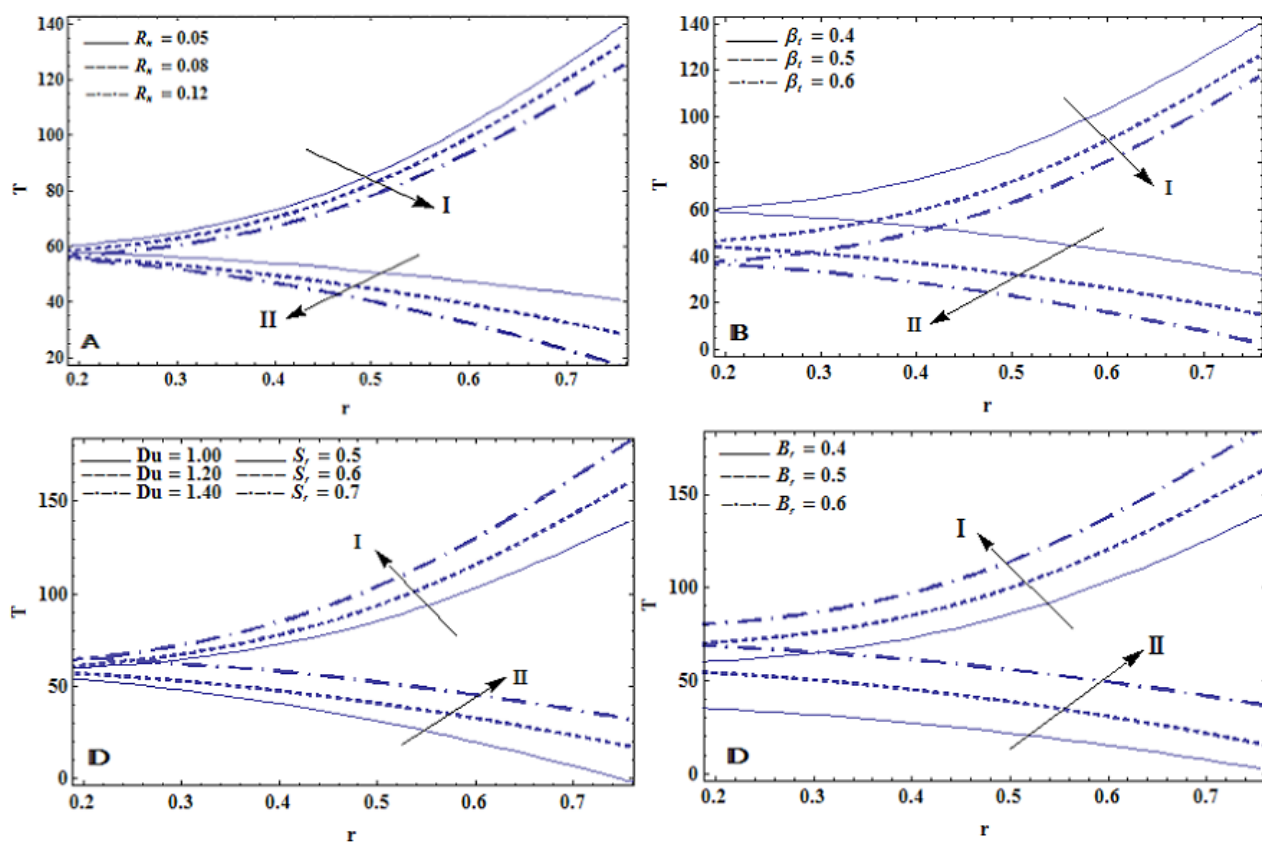 140
120
100
80
60
40
20
T
Rₙ = 0.05
Rₙ = 0.08
Rₙ = 0.12
I
II
A
0.2 0.3 0.4 0.5 0.6 0.7
r
140
120
100
80
60
40
20
0
T
βₜ = 0.4
βₜ = 0.5
βₜ = 0.6
I
II
B
0.2 0.3 0.4 0.5 0.6 0.7
r
150
100
50
0
T
Du = 1.00 Sᵣ = 0.5
Du = 1.20 Sᵣ = 0.6
Du = 1.40 Sᵣ = 0.7
I
II
D
0.2 0.3 0.4 0.5 0.6 0.7
r
150
100
50
0
T
Bᵣ = 0.4
Bᵣ = 0.5
Bᵣ = 0.6
I
II
D
0.2 0.3 0.4 0.5 0.6 0.7
r